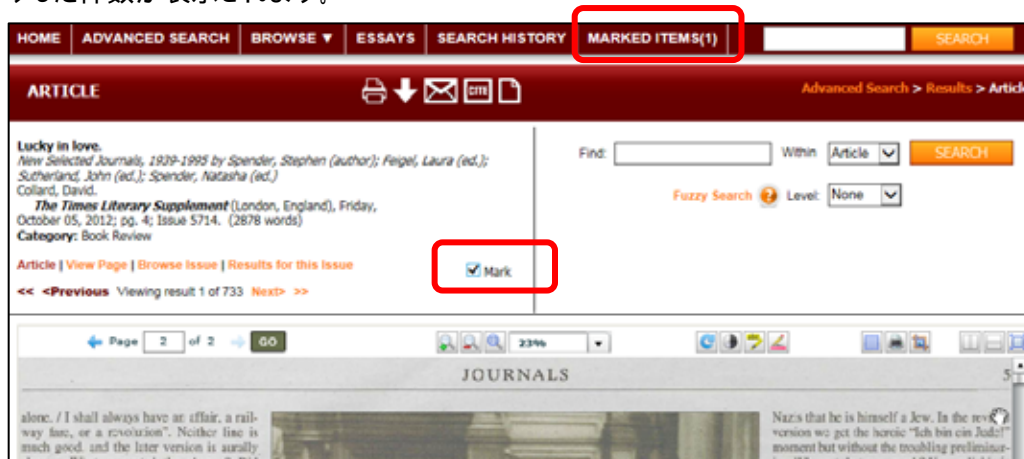 HOME ADVANCED SEARCH BROWSE ▼ ESSAYS SEARCH HISTORY MARKED ITEMS(1) SEARCH
ARTICLE CITE Advanced Search > Results > Article
Lucky in love.
New Selected Journals, 1939-1995 by Spender, Stephen (author); Feigel, Laura (ed.);
Sutherland, John (ed.); Spender, Natasha (ed.)
Collard, David.
The Times Literary Supplement (London, England), Friday,
October 05, 2012; pg. 4; Issue 5714. (2878 words)
Category: Book Review
Article | View Page | Browse Issue | Results for this Issue
<< <Previous Viewing result 1 of 733 Next> >>
Mark
Find: Within Article SEARCH
Fuzzy Search Level: None
Page 2 of 2 GO 23%
JOURNALS 5
alone. / I shall always have an affair, a rail-
way fare, or a revolution”. Neither line is
much good, and the later version is aurally
Nazis that he is himself a Jew. In the
version we get the heroic “Ich bin ein Jude!”
moment but without the troubling preliminar-